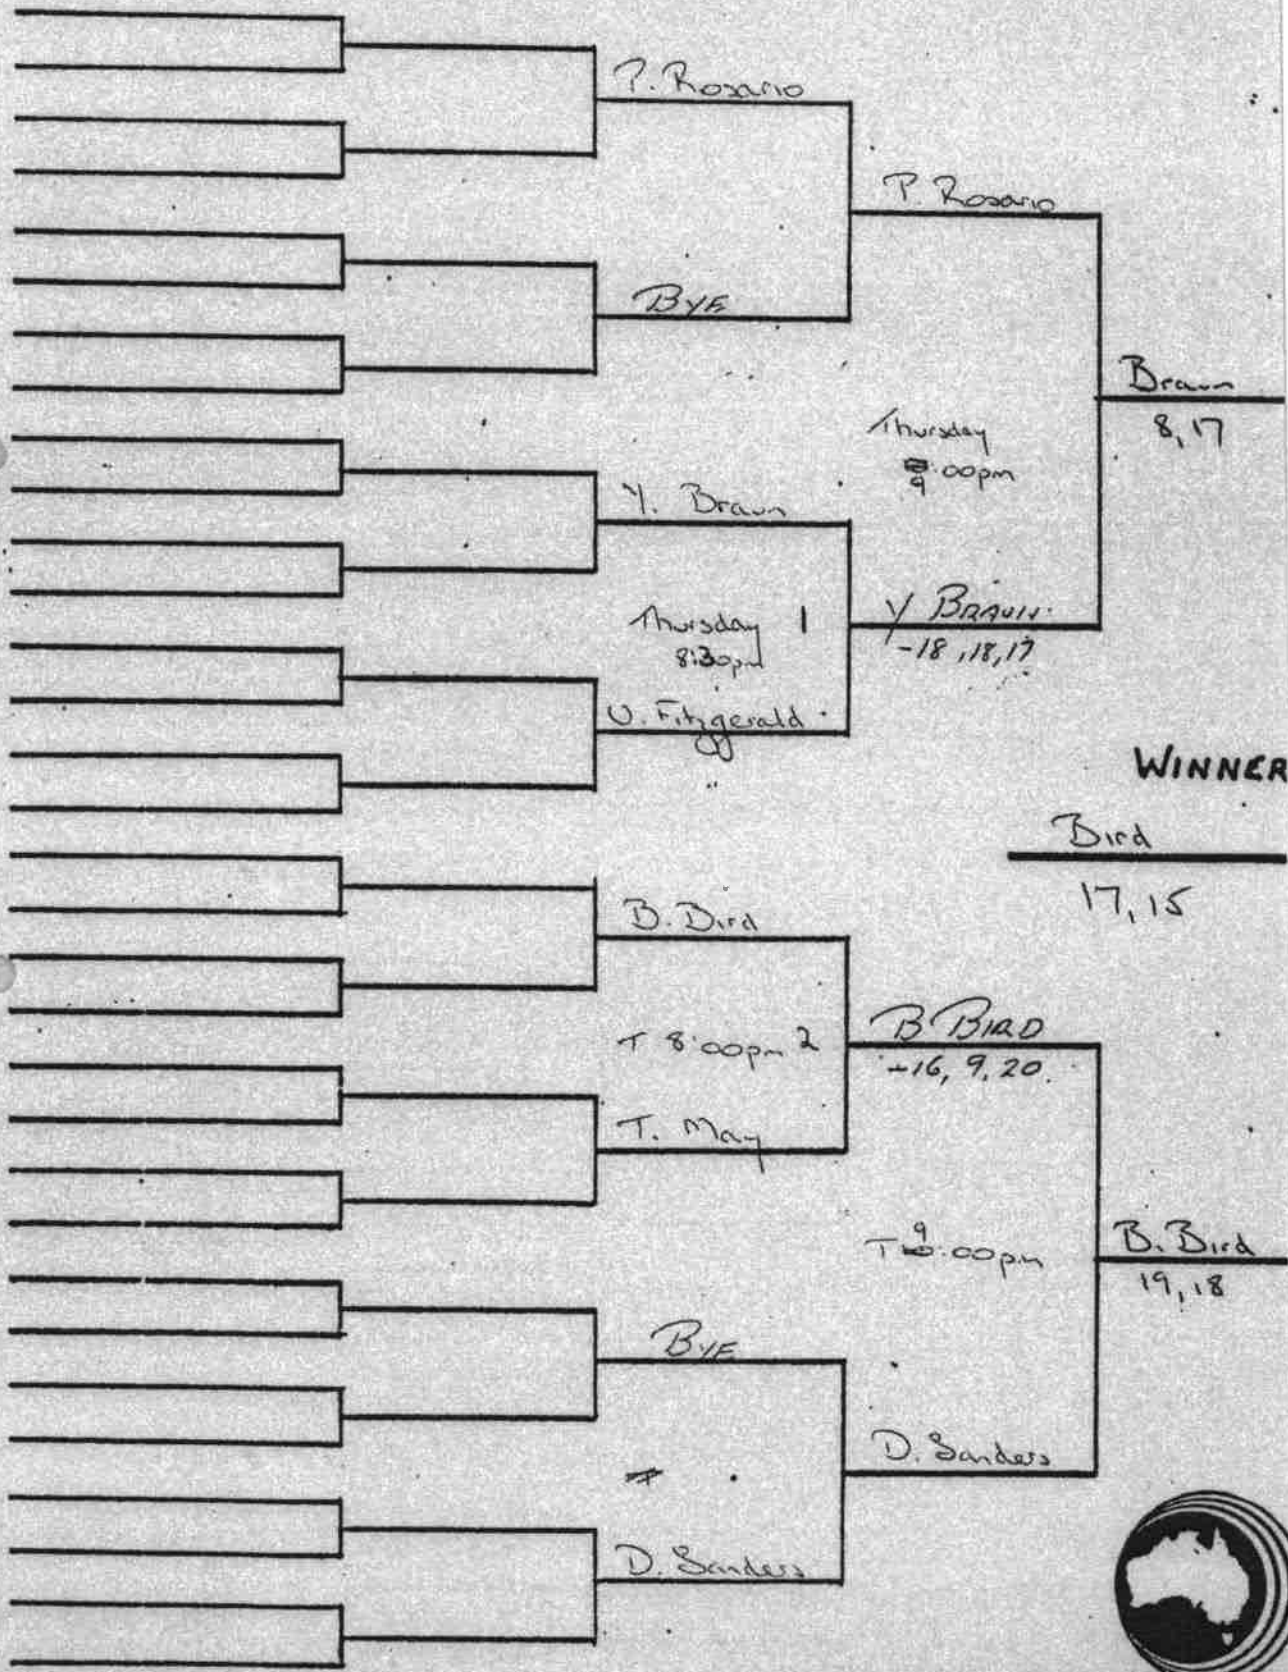 P. Rosario
P. Rosario
BYE
Braun
8, 17
Thursday
9:00pm
Y. Braun
Thursday 1
8:30pm
Y BRAUN
-18, 18, 17
U. Fitzgerald
WINNER
Bird
17, 15
B. Bird
T 8:00pm 2
B BIRD
-16, 9, 20.
T. May
T 9:00pm
B. Bird
19, 18
BYE
D. Sanders
D. Sanders